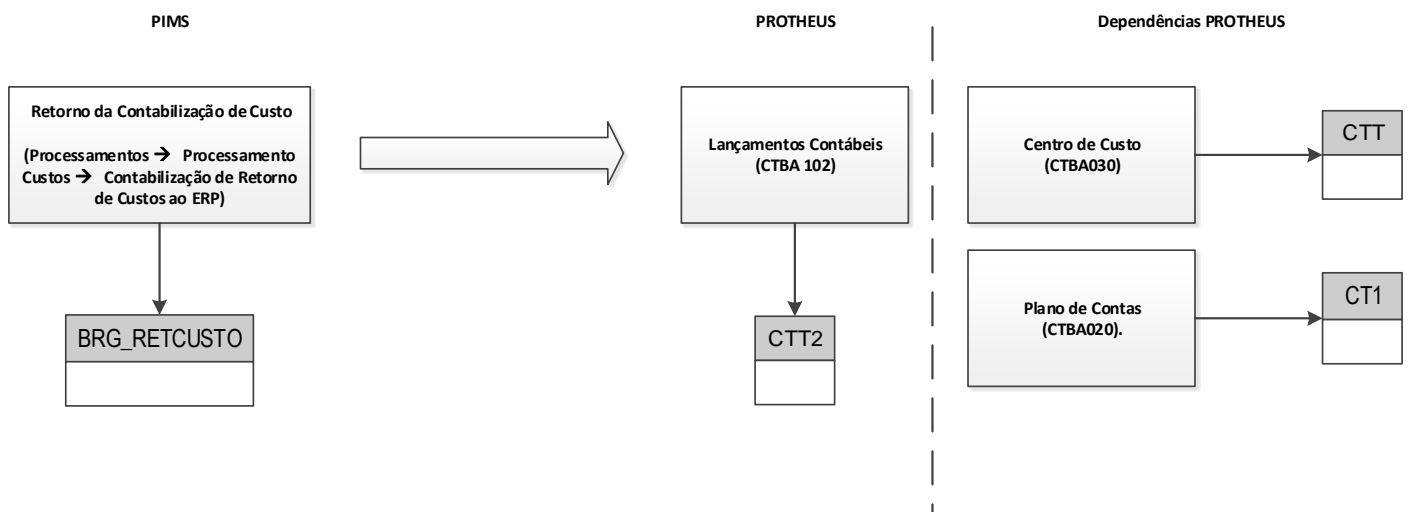 PIMS
Retorno da Contabilização de Custo
(Processamentos → Processamento
Custos → Contabilização de Retorno
de Custos ao ERP)
BRG_RETCUSTO
PROTHEUS
Lançamentos Contábeis
(CTBA 102)
CTT2
Dependências PROTHEUS
Centro de Custo
(CTBA030)
CTT
Plano de Contas
(CTBA020).
CT1